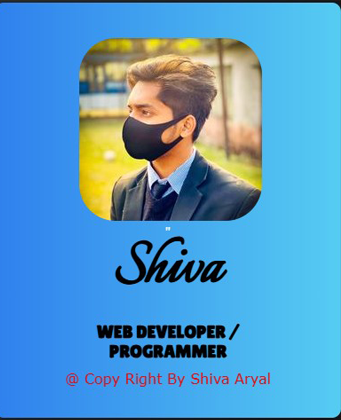 "
Shiva
WEB DEVELOPER /
PROGRAMMER
@ Copy Right By Shiva Aryal